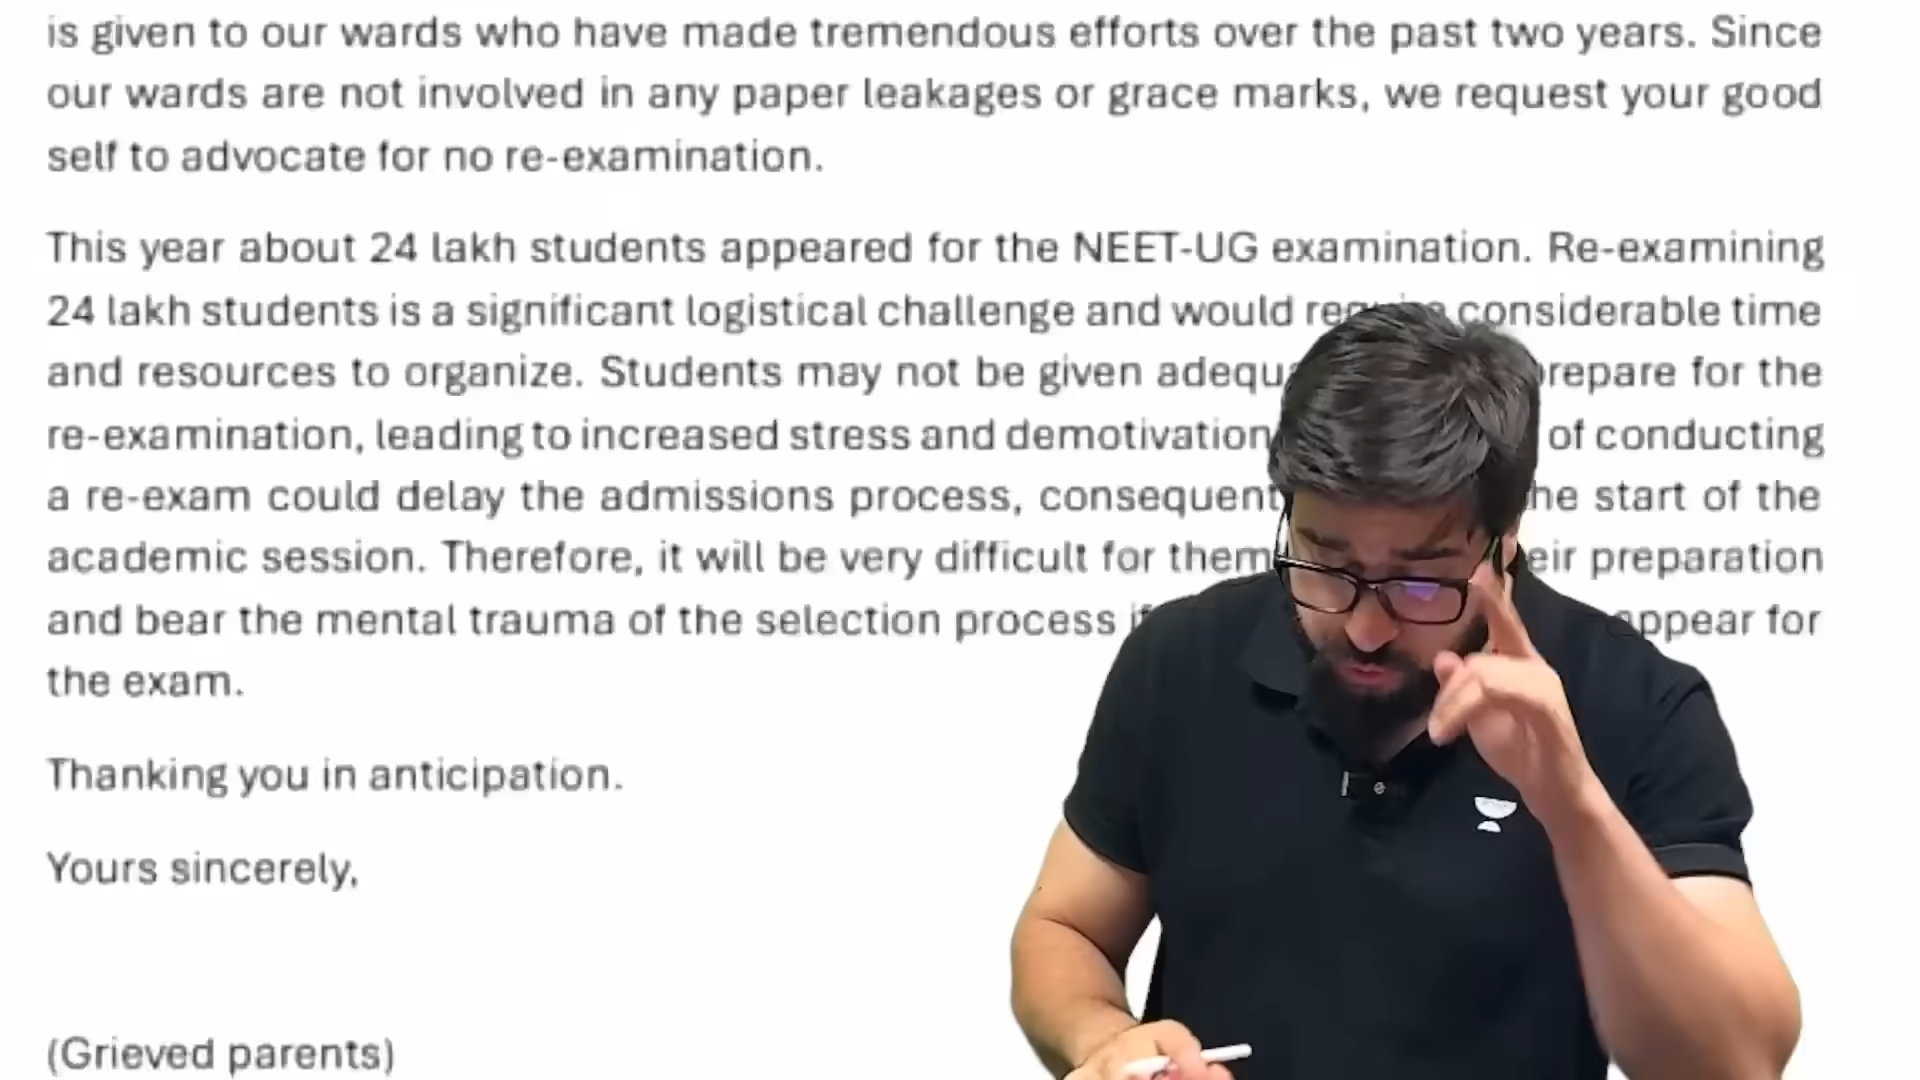 is given to our wards who have made tremendous efforts over the past two years. Since
our wards are not involved in any paper leakages or grace marks, we request your good
self to advocate for no re-examination.
This year about 24 lakh students appeared for the NEET-UG examination. Re-examining
24 lakh students is a significant logistical challenge and would considerable time
and resources to organize. Students may not be given for the
re-examination, leading to increased stress and demotivation of conducting
a re-exam could delay the admissions process, start of the
academic session. Therefore, it will be very difficult for them preparation
and bear the mental trauma of the selection process appear for
the exam.
Thanking you in anticipation.
Yours sincerely,
(Grieved parents)